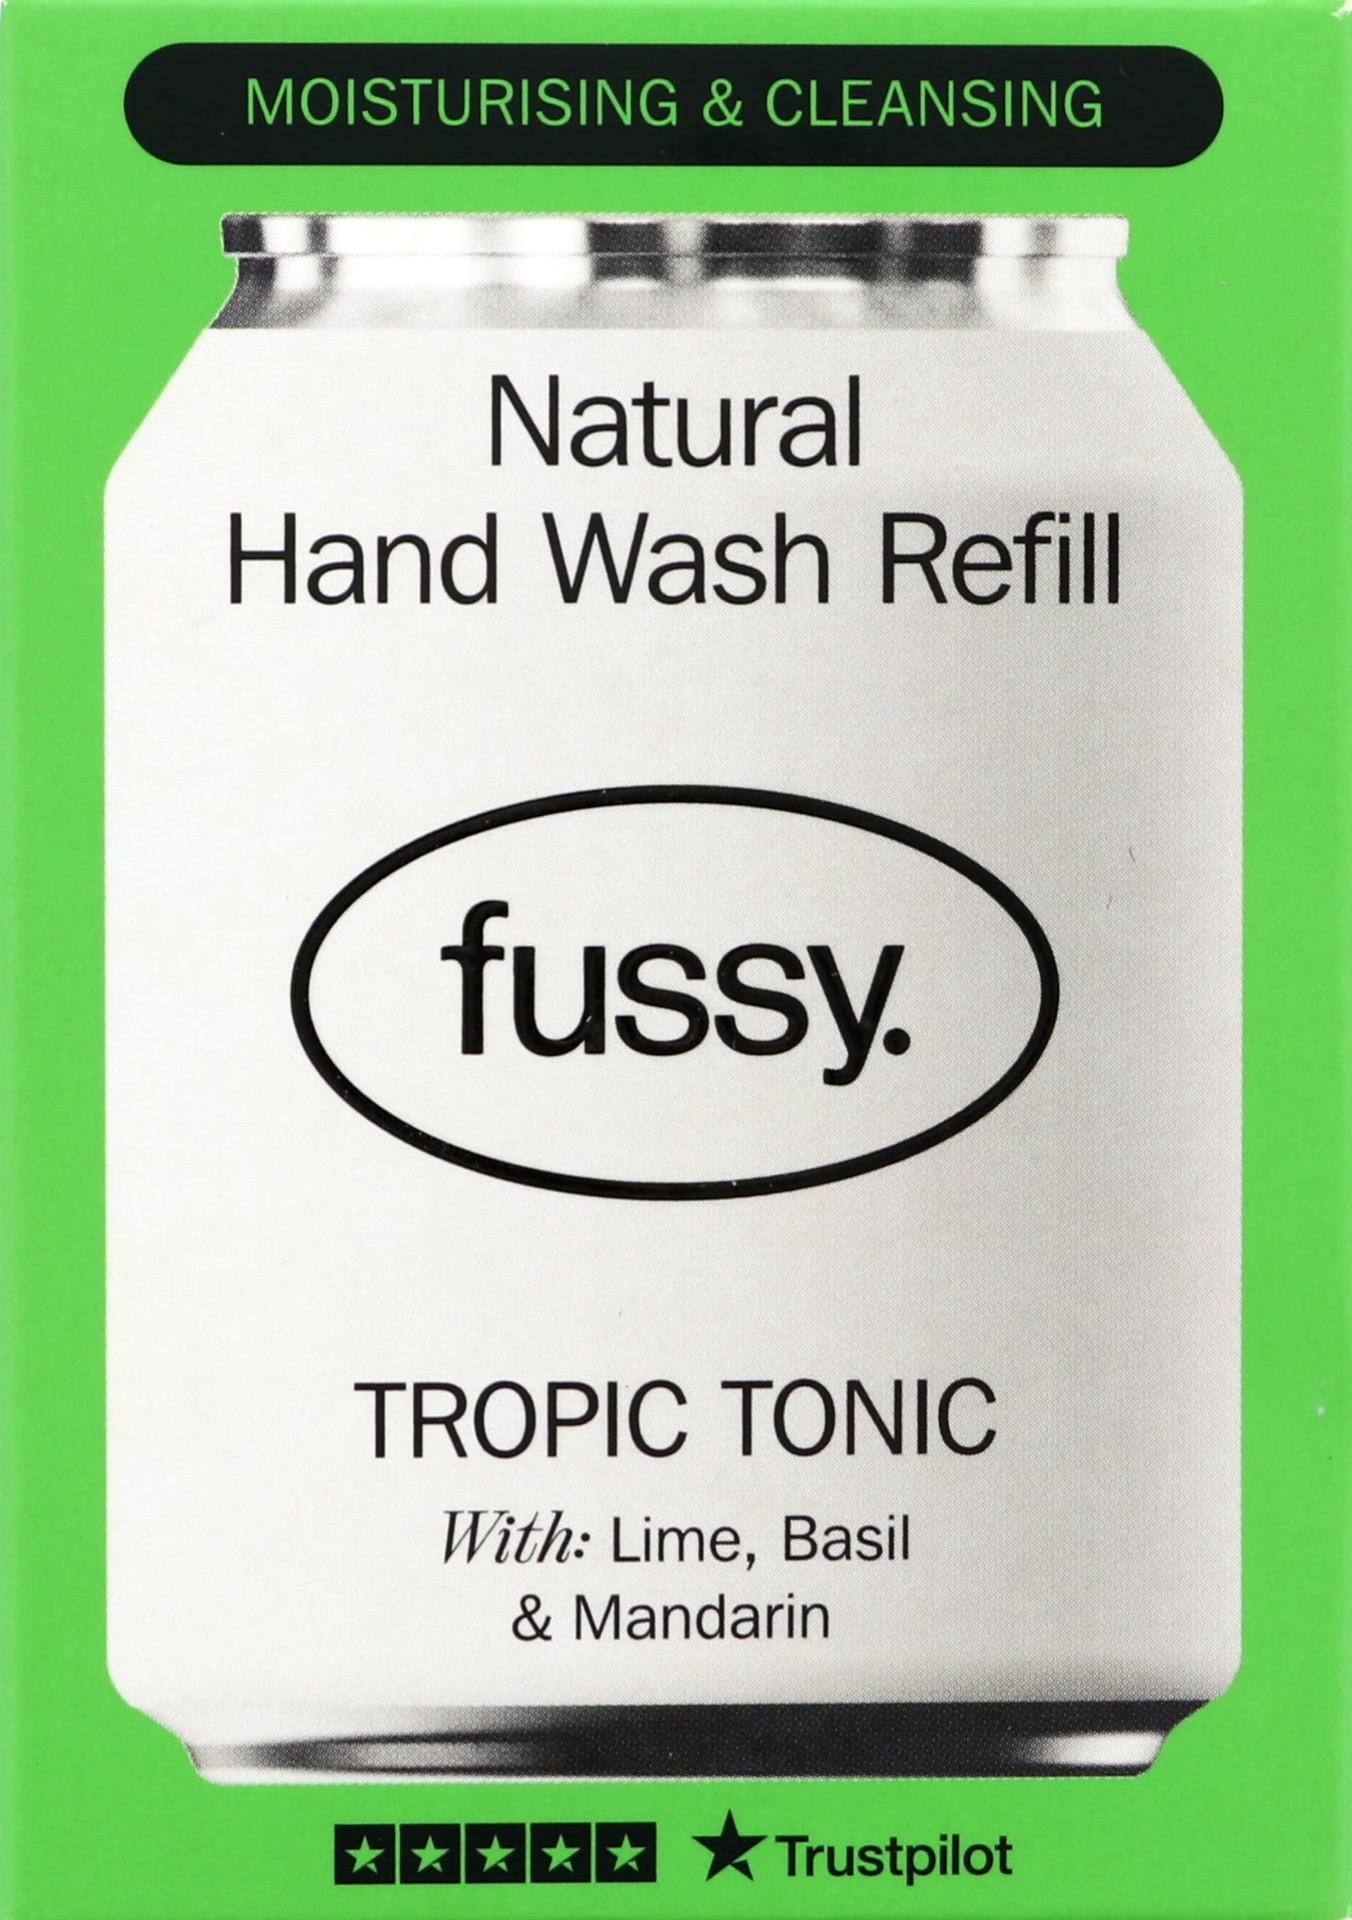 MOISTURISING & CLEANSING
Natural
Hand Wash Refill
fussy.
TROPIC TONIC
With: Lime, Basil
& Mandarin
Trustpilot